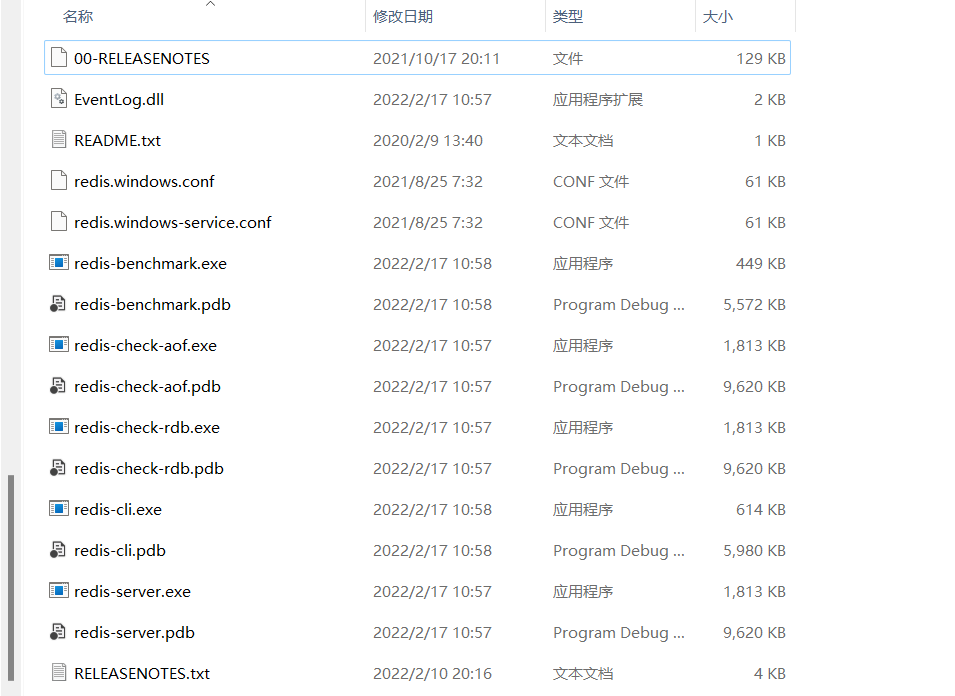 名称 修改日期 类型 大小
00-RELEASENOTES 2021/10/17 20:11 文件 129 KB
EventLog.dll 2022/2/17 10:57 应用程序扩展 2 KB
README.txt 2020/2/9 13:40 文本文档 1 KB
redis.windows.conf 2021/8/25 7:32 CONF 文件 61 KB
redis.windows-service.conf 2021/8/25 7:32 CONF 文件 61 KB
redis-benchmark.exe 2022/2/17 10:58 应用程序 449 KB
redis-benchmark.pdb 2022/2/17 10:58 Program Debug ... 5,572 KB
redis-check-aof.exe 2022/2/17 10:57 应用程序 1,813 KB
redis-check-aof.pdb 2022/2/17 10:57 Program Debug ... 9,620 KB
redis-check-rdb.exe 2022/2/17 10:57 应用程序 1,813 KB
redis-check-rdb.pdb 2022/2/17 10:57 Program Debug ... 9,620 KB
redis-cli.exe 2022/2/17 10:58 应用程序 614 KB
redis-cli.pdb 2022/2/17 10:58 Program Debug ... 5,980 KB
redis-server.exe 2022/2/17 10:57 应用程序 1,813 KB
redis-server.pdb 2022/2/17 10:57 Program Debug ... 9,620 KB
RELEASENOTES.txt 2022/2/10 20:16 文本文档 4 KB